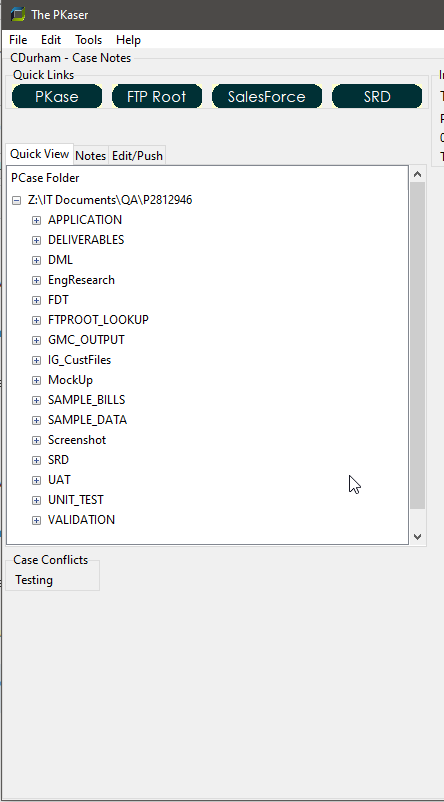 The PKaser
File Edit Tools Help
CDurham - Case Notes
Quick Links
PKase FTP Root SalesForce SRD
Quick View Notes Edit/Push
PCase Folder
Z:\IT Documents\QA\P2812946
APPLICATION
DELIVERABLES
DML
EngResearch
FDT
FTPROOT_LOOKUP
GMC_OUTPUT
IG_CustFiles
MockUp
SAMPLE_BILLS
SAMPLE_DATA
Screenshot
SRD
UAT
UNIT_TEST
VALIDATION
Case Conflicts
Testing